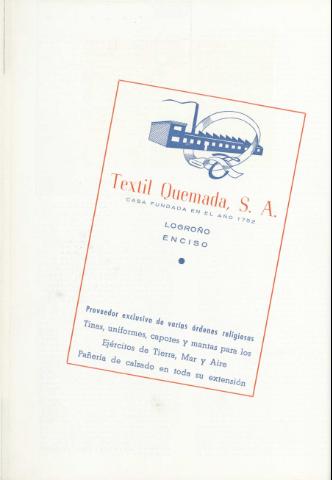 Textil Quemada, S. A.
CASA FUNDADA EN EL AÑO 1752
LOGROÑO
ENCISO
Proveedor exclusivo de varias órdenes religiosas
Tinas, uniformes, capotes y mantas para los
Ejércitos de Tierra, Mar y Aire
Pañería de calzado en toda su extensión